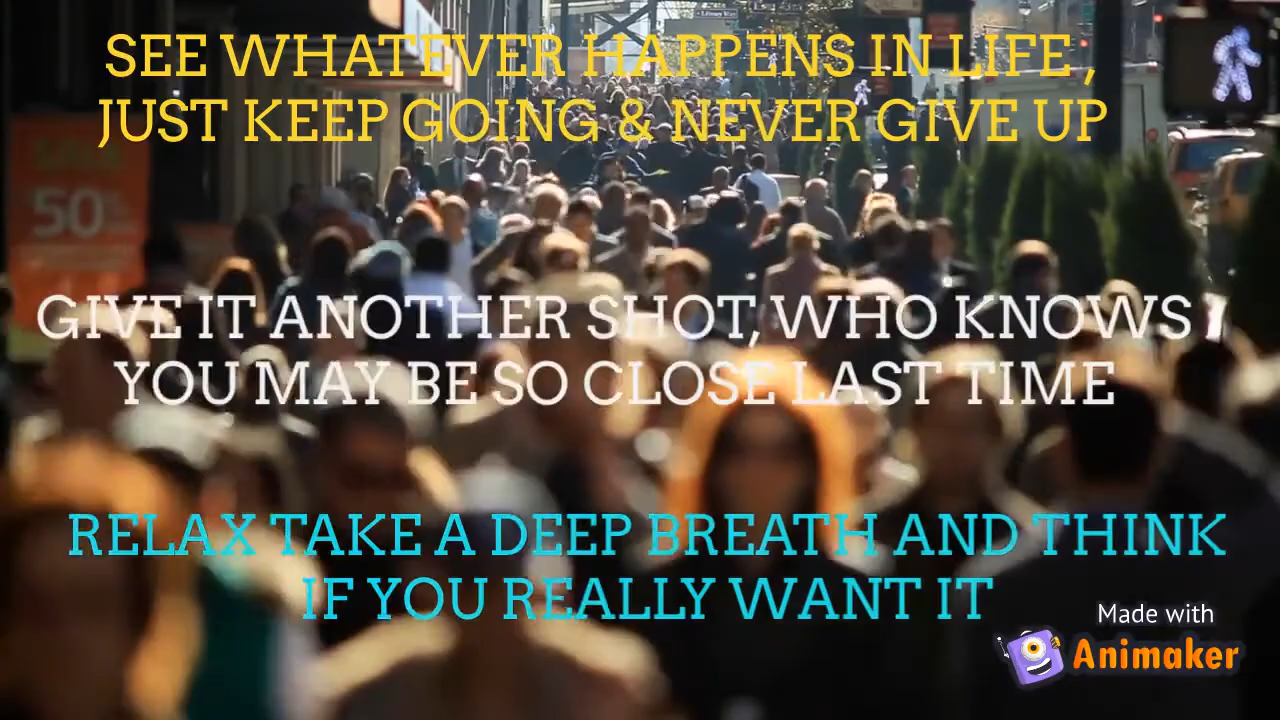 SEE WHATEVER HAPPENS IN LIFE ,
JUST KEEP GOING & NEVER GIVE UP
50
GIVE IT ANOTHER SHOT, WHO KNOWS
YOU MAY BE SO CLOSE LAST TIME
RELAX TAKE A DEEP BREATH AND THINK
IF YOU REALLY WANT IT
Made with
Animaker